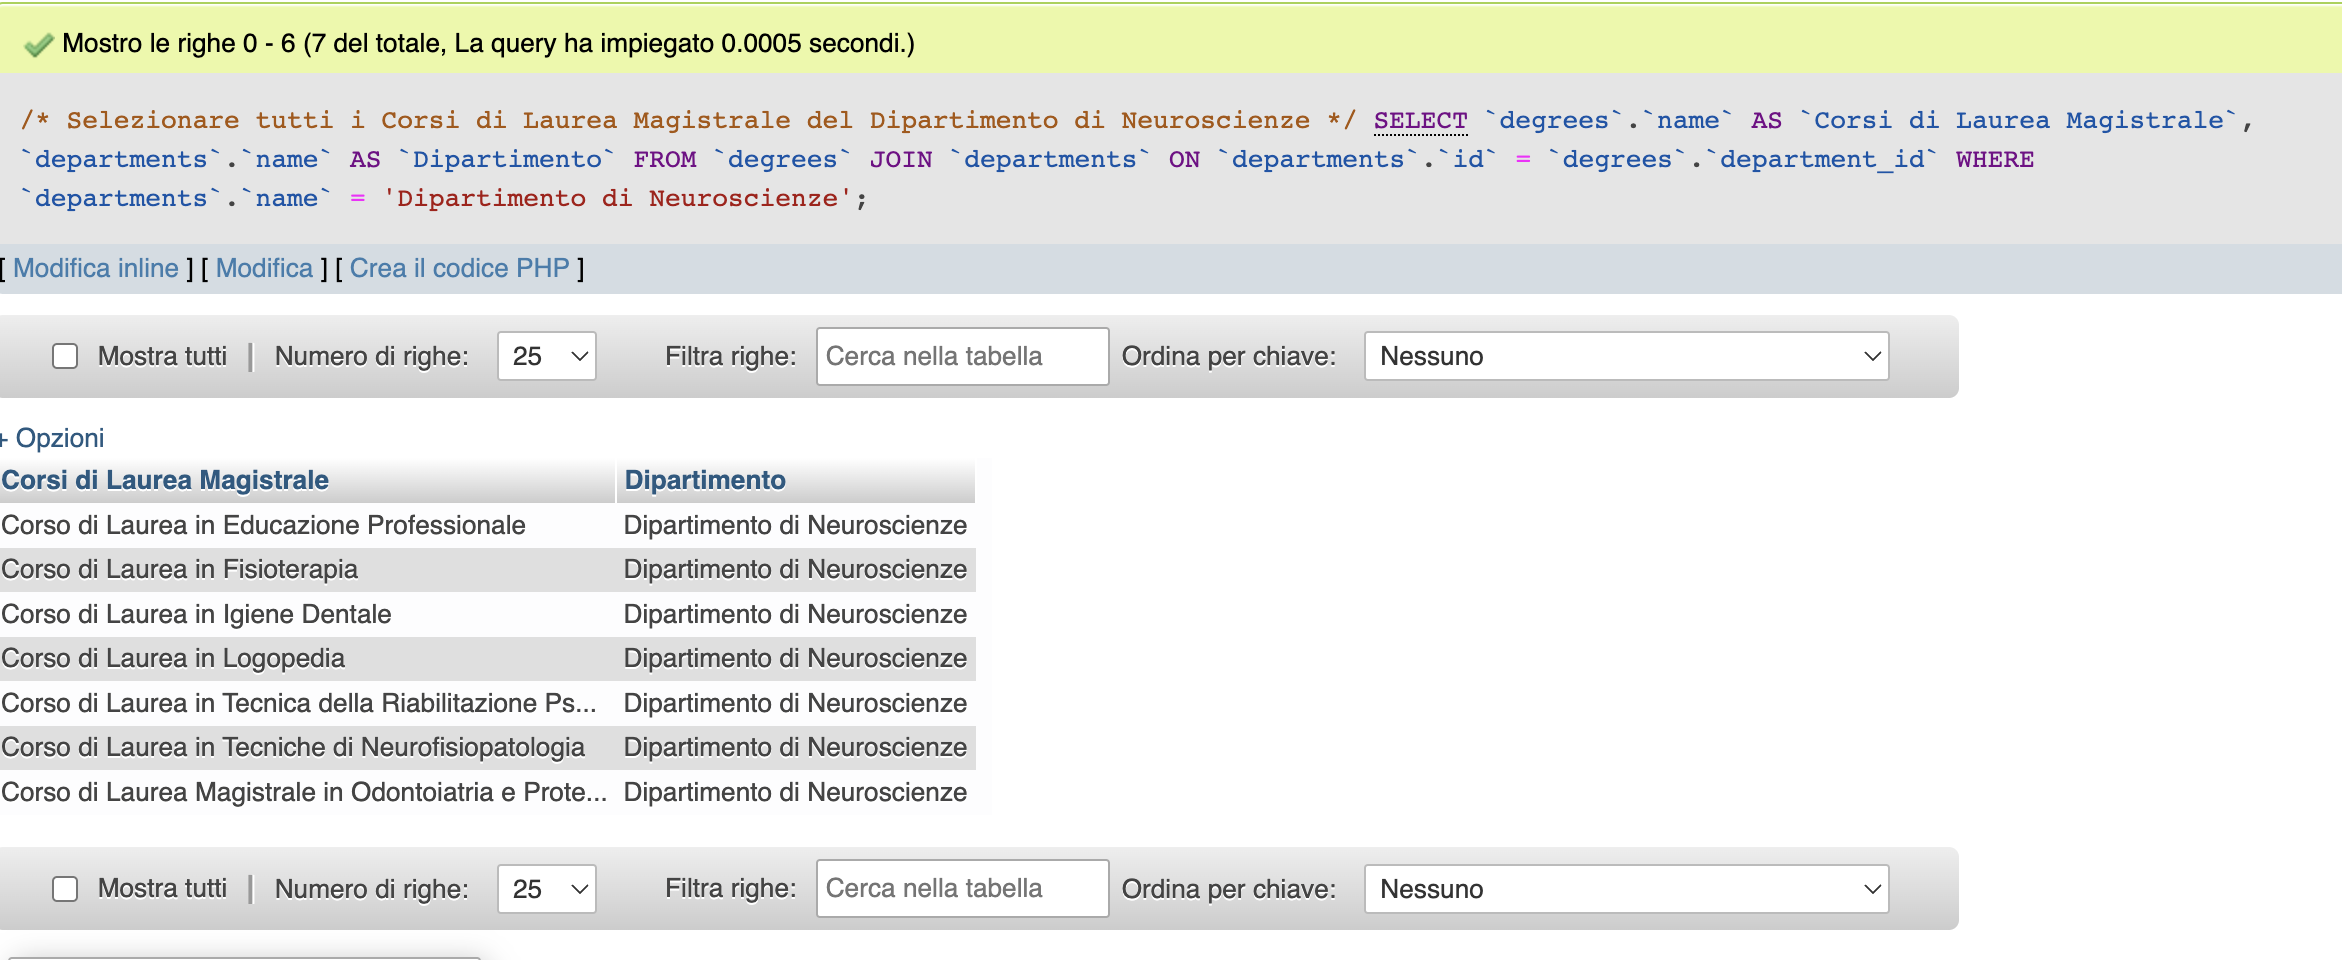 Mostro le righe 0 - 6 (7 del totale, La query ha impiegato 0.0005 secondi.)
/* Selezionare tutti i Corsi di Laurea Magistrale del Dipartimento di Neuroscienze */ SELECT `degrees`.`name` AS `Corsi di Laurea Magistrale`,
`departments`.`name` AS `Dipartimento` FROM `degrees` JOIN `departments` ON `departments`.`id` = `degrees`.`department_id` WHERE
`departments`.`name` = 'Dipartimento di Neuroscienze';
[ Modifica inline ] [ Modifica ] [ Crea il codice PHP ]
Mostra tutti | Numero di righe: 25 Filtra righe: Cerca nella tabella Ordina per chiave: Nessuno
+ Opzioni
Corsi di Laurea Magistrale Dipartimento
Corso di Laurea in Educazione Professionale Dipartimento di Neuroscienze
Corso di Laurea in Fisioterapia Dipartimento di Neuroscienze
Corso di Laurea in Igiene Dentale Dipartimento di Neuroscienze
Corso di Laurea in Logopedia Dipartimento di Neuroscienze
Corso di Laurea in Tecnica della Riabilitazione Ps... Dipartimento di Neuroscienze
Corso di Laurea in Tecniche di Neurofisiopatologia Dipartimento di Neuroscienze
Corso di Laurea Magistrale in Odontoiatria e Prote... Dipartimento di Neuroscienze
Mostra tutti | Numero di righe: 25 Filtra righe: Cerca nella tabella Ordina per chiave: Nessuno